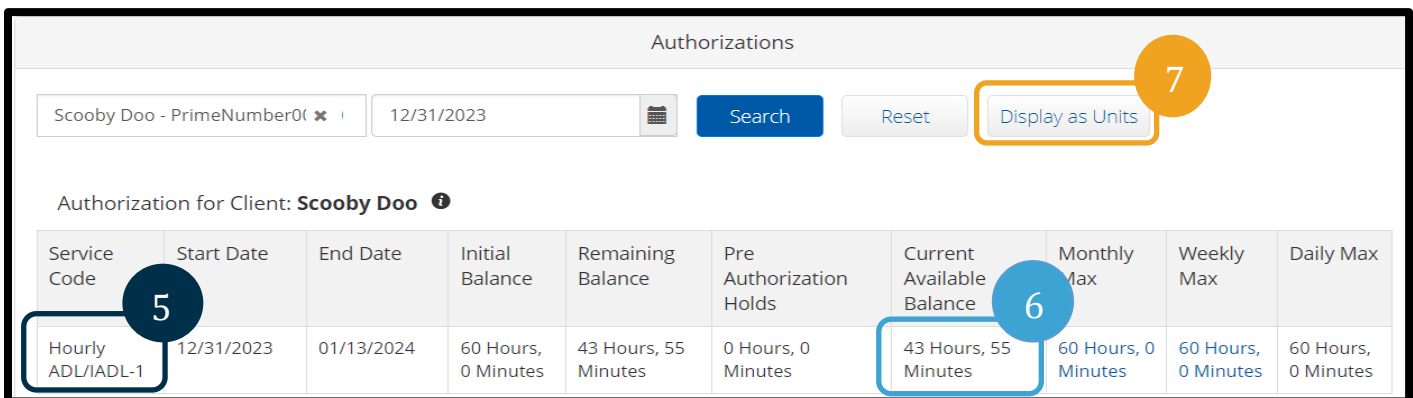 Authorizations
7
Scooby Doo - PrimeNumber0( ✖
12/31/2023
Search
Reset
Display as Units
Authorization for Client: Scooby Doo
Service Code
Start Date
End Date
Initial Balance
Remaining Balance
Pre Authorization Holds
Current Available Balance
Monthly Max
Weekly Max
Daily Max
5
6
Hourly ADL/IADL-1
12/31/2023
01/13/2024
60 Hours, 0 Minutes
43 Hours, 55 Minutes
0 Hours, 0 Minutes
43 Hours, 55 Minutes
60 Hours, 0 Minutes
60 Hours, 0 Minutes
60 Hours, 0 Minutes